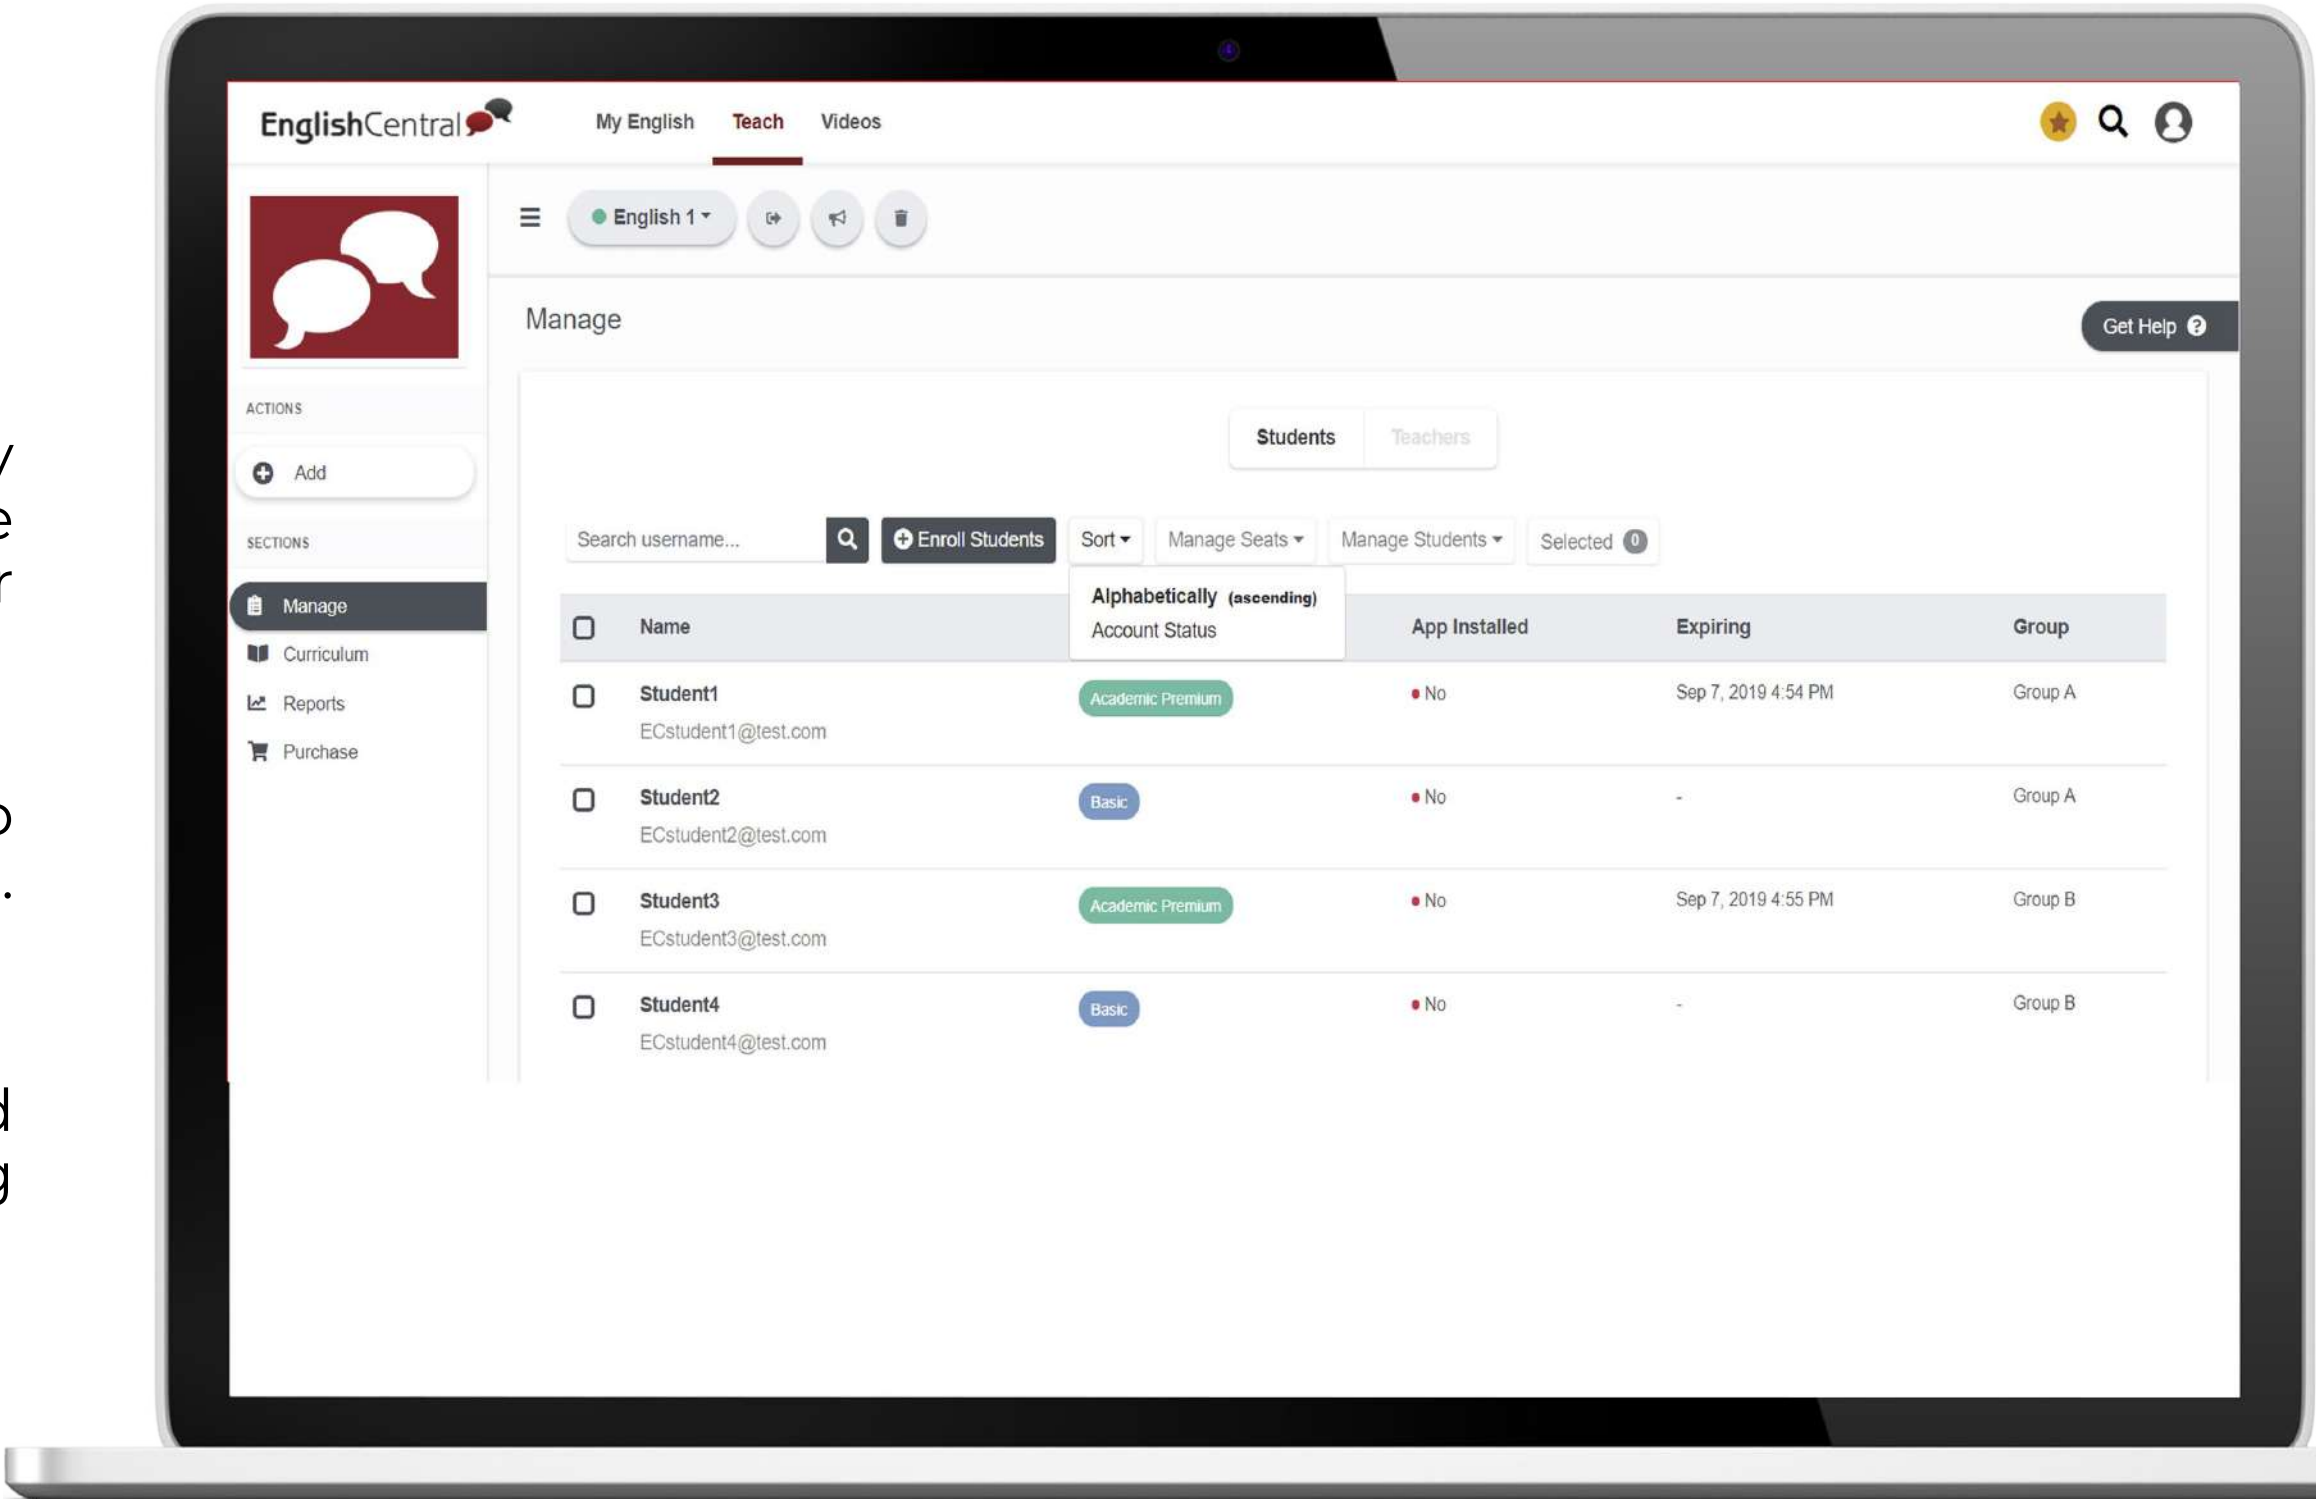 EnglishCentral My English Teach Videos
English 1
Manage
Get Help
ACTIONS
Add
SECTIONS
Manage
Curriculum
Reports
Purchase
Students Teachers
Search username... Enroll Students Sort Manage Seats Manage Students Selected 0
Alphabetically (ascending)
Account Status
Name App Installed Expiring Group
Student1 Academic Premium No Sep 7, 2019 4:54 PM Group A
ECstudent1@test.com
Student2 Basic No - Group A
ECstudent2@test.com
Student3 Academic Premium No Sep 7, 2019 4:55 PM Group B
ECstudent3@test.com
Student4 Basic No - Group B
ECstudent4@test.com